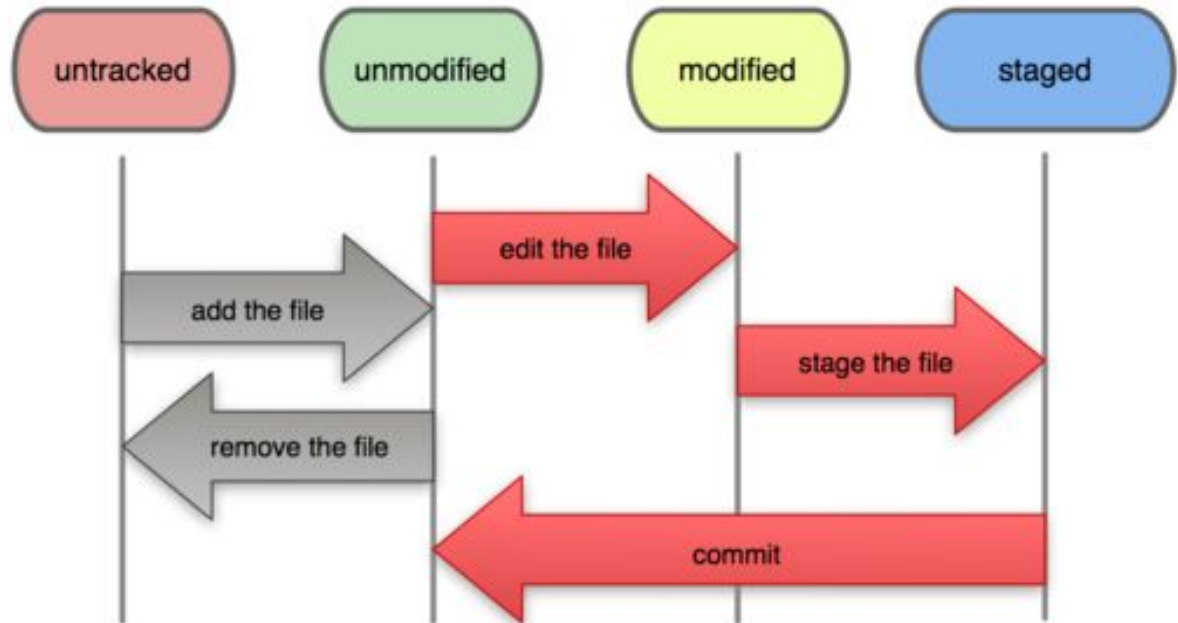 untracked
unmodified
modified
staged
edit the file
add the file
stage the file
remove the file
commit